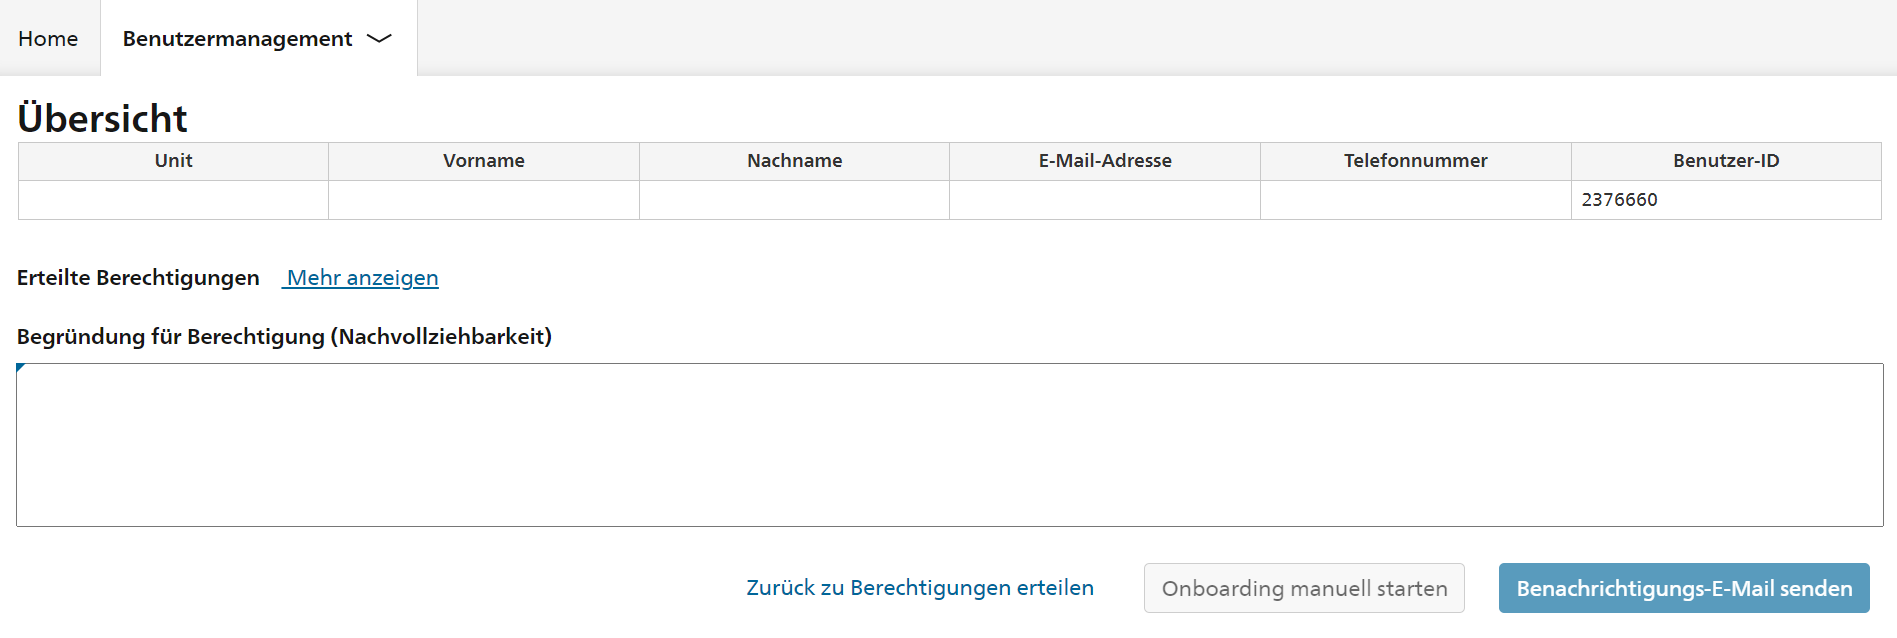 Home Benutzermanagement
Übersicht
Unit Vorname Nachname E-Mail-Adresse Telefonnummer Benutzer-ID
2376660
Erteilte Berechtigungen Mehr anzeigen
Begründung für Berechtigung (Nachvollziehbarkeit)
Zurück zu Berechtigungen erteilen Onboarding manuell starten Benachrichtigungs-E-Mail senden